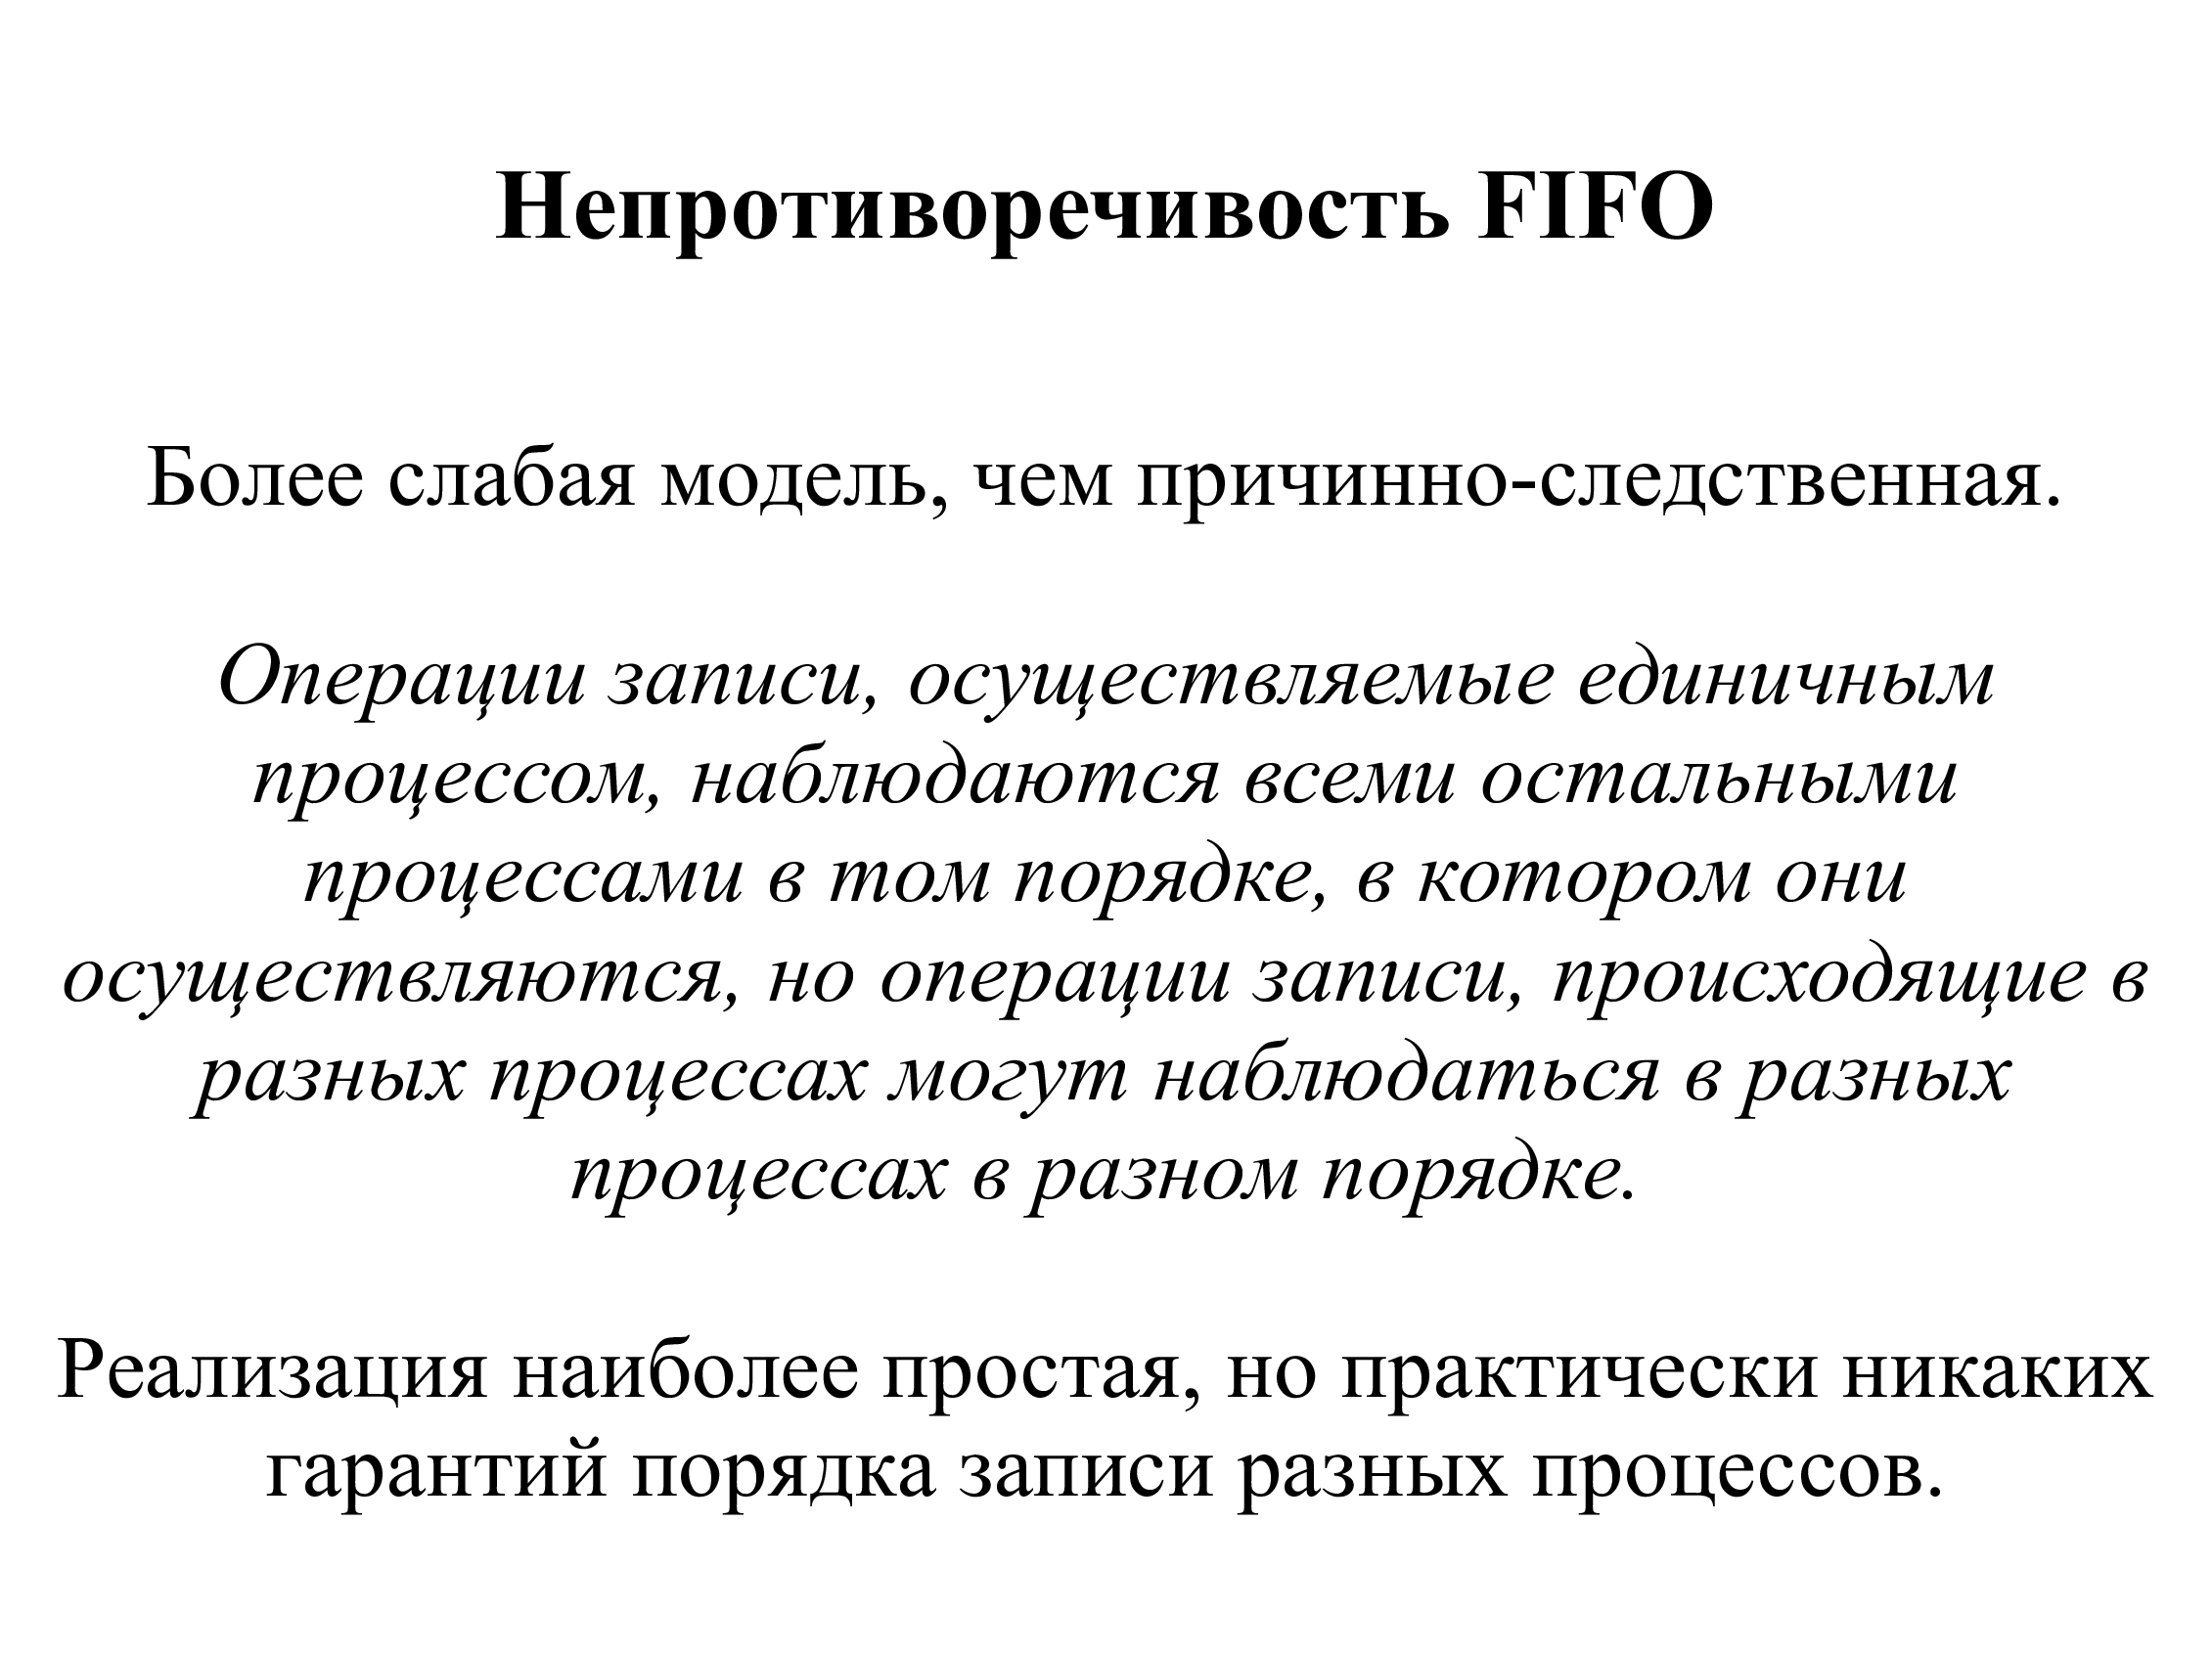 Непротиворечивость FIFO
Более слабая модель, чем причинно-следственная.
Операции записи, осуществляемые единичным
процессом, наблюдаются всеми остальными
процессами в том порядке, в котором они
осуществляются, но операции записи, происходящие в
разных процессах могут наблюдаться в разных
процессах в разном порядке.
Реализация наиболее простая, но практически никаких
гарантий порядка записи разных процессов.